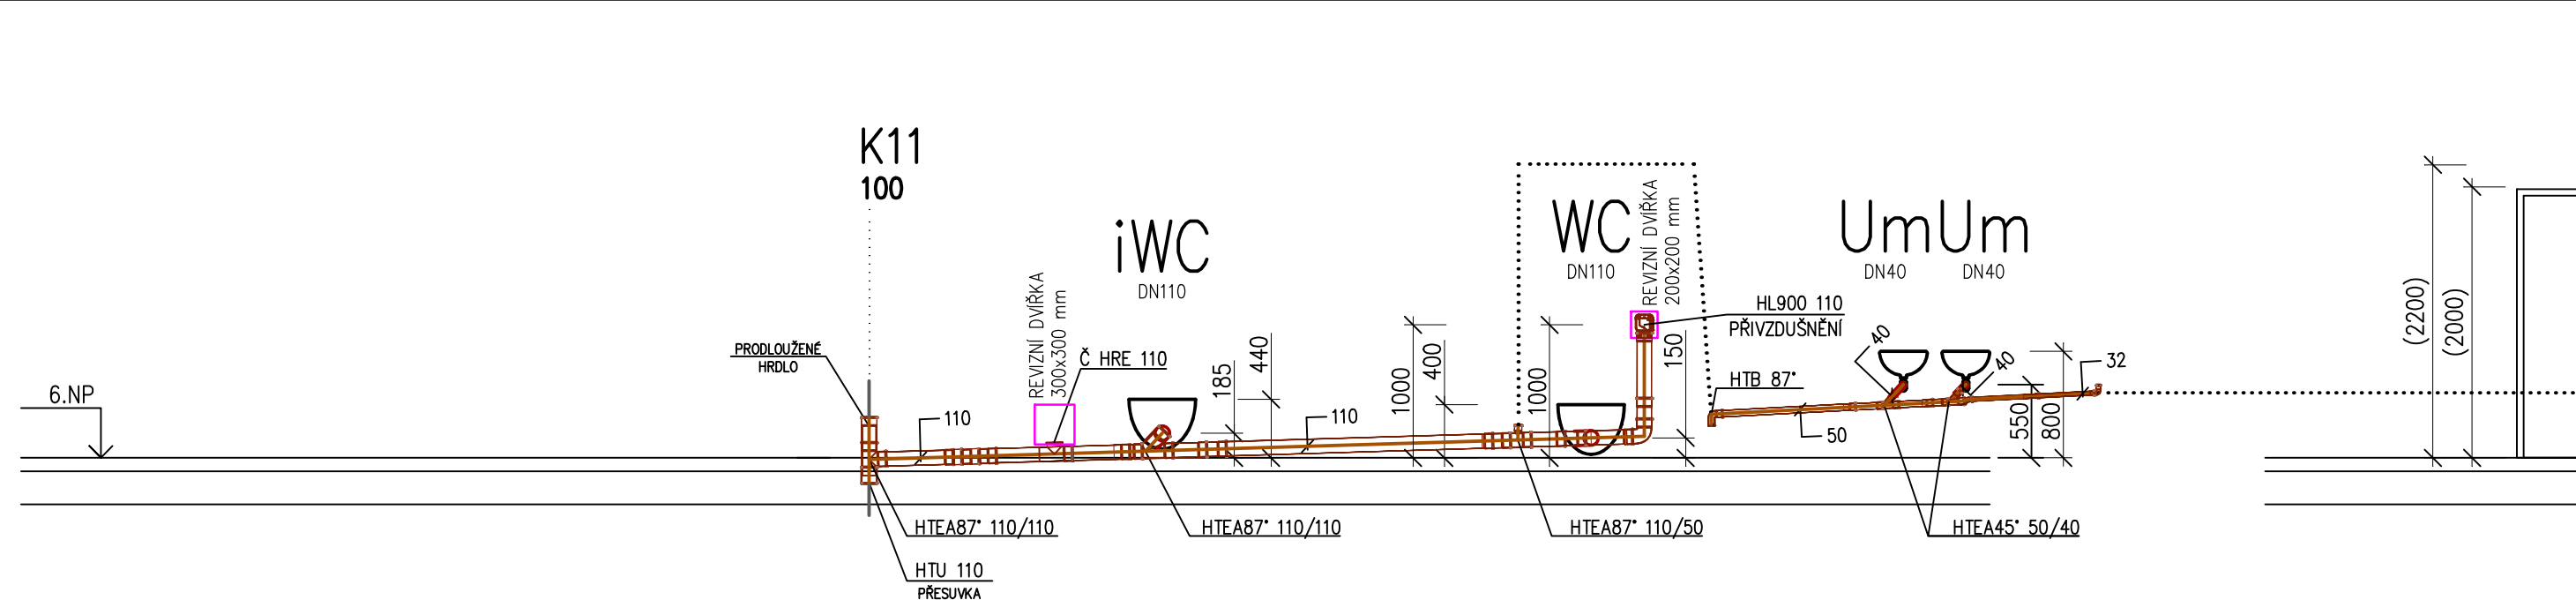 K11
100
iWC
DN110
WC
DN110
UmUm
DN40
DN40
REVIZNÍ DVÍŘKA
200x200 mm
REVIZNÍ DVÍŘKA
300x300 mm
HL900 110
PŘIVZDUŠNĚNÍ
PRODLOUŽENÉ
HRDLO
Č HRE 110
6.NP
110
185
440
110
1000
400
1000
150
HTB 87°
50
40
40
32
550
800
(2200)
(2000)
HTEA87° 110/110
HTEA87° 110/110
HTEA87° 110/50
HTEA45° 50/40
HTU 110
PŘESUVKA